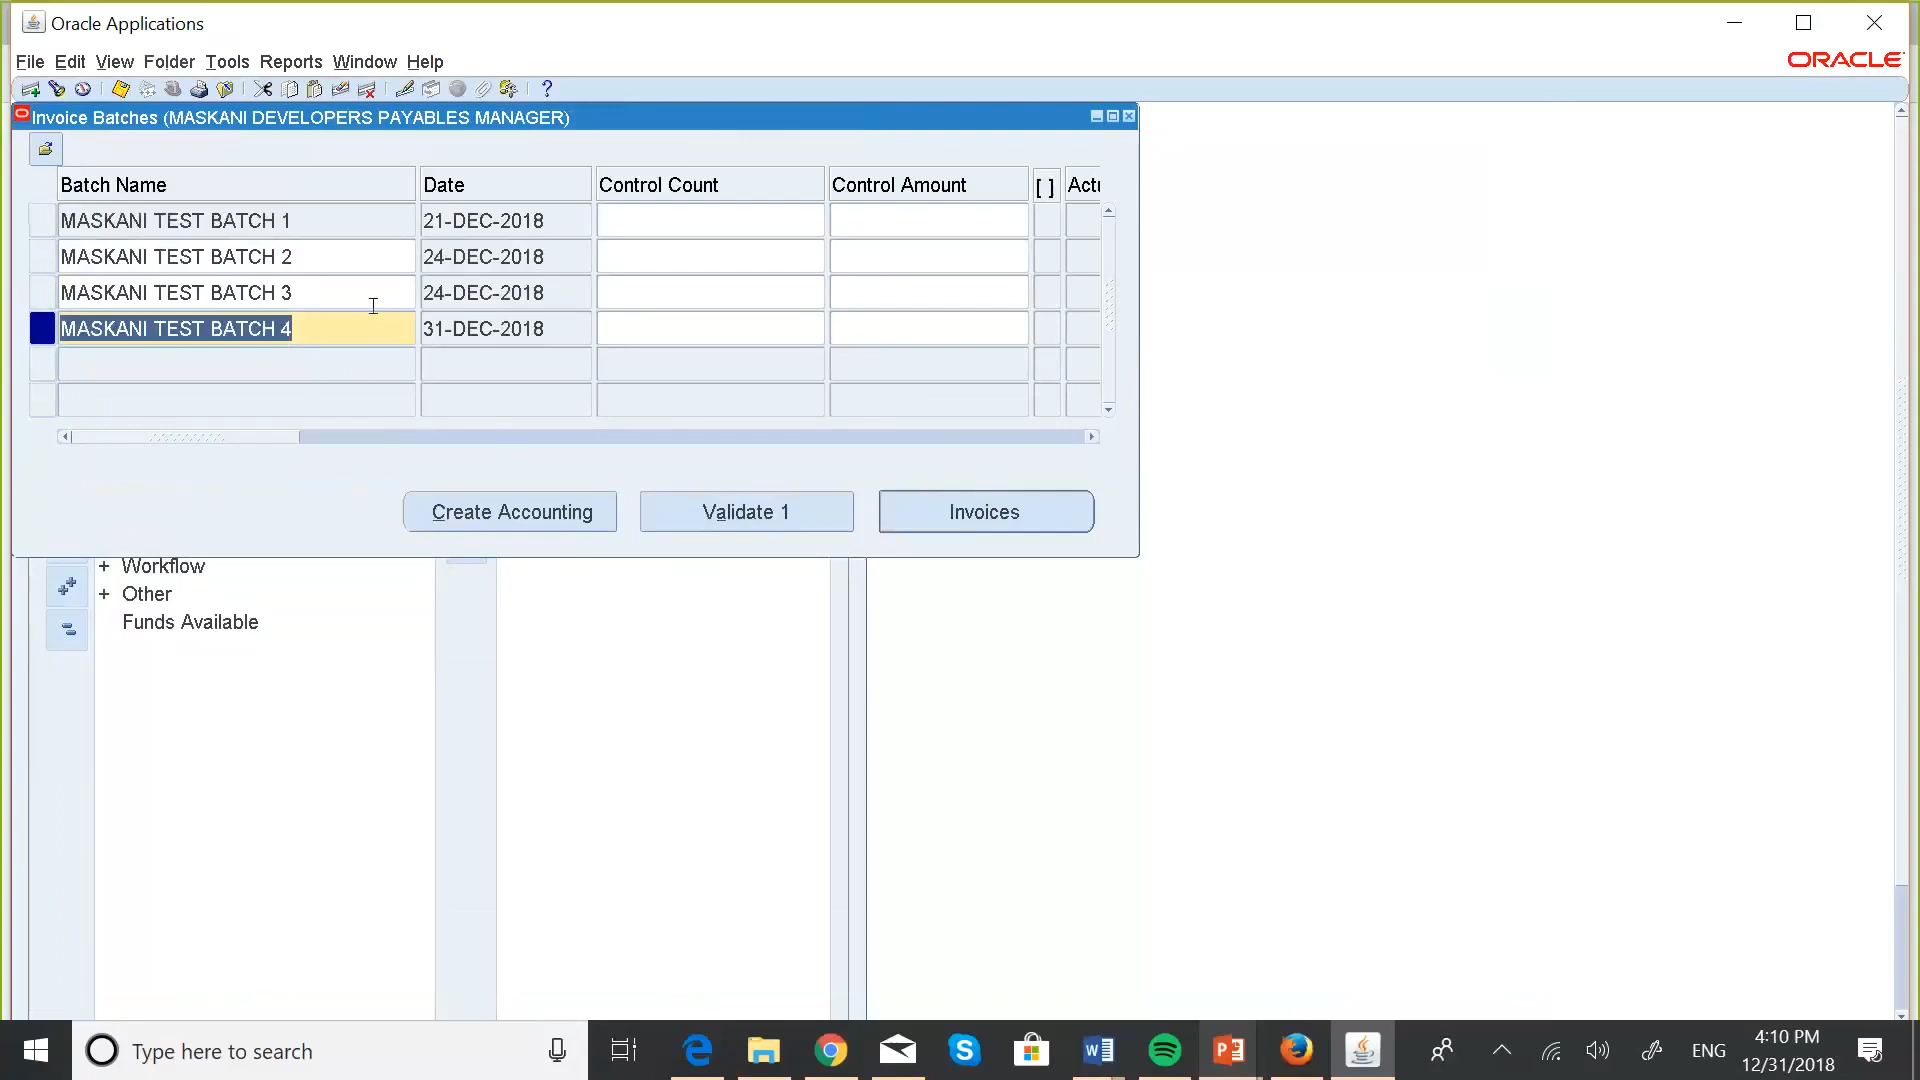 Oracle Applications
File Edit View Folder Tools Reports Window Help
ORACLE
Invoice Batches (MASKANI DEVELOPERS PAYABLES MANAGER)
Batch Name Date Control Count Control Amount [ ] Actu
MASKANI TEST BATCH 1 21-DEC-2018
MASKANI TEST BATCH 2 24-DEC-2018
MASKANI TEST BATCH 3 24-DEC-2018
MASKANI TEST BATCH 4 31-DEC-2018
Create Accounting Validate 1 Invoices
+ Workflow
+ Other
Funds Available
Type here to search
ENG
4:10 PM
12/31/2018